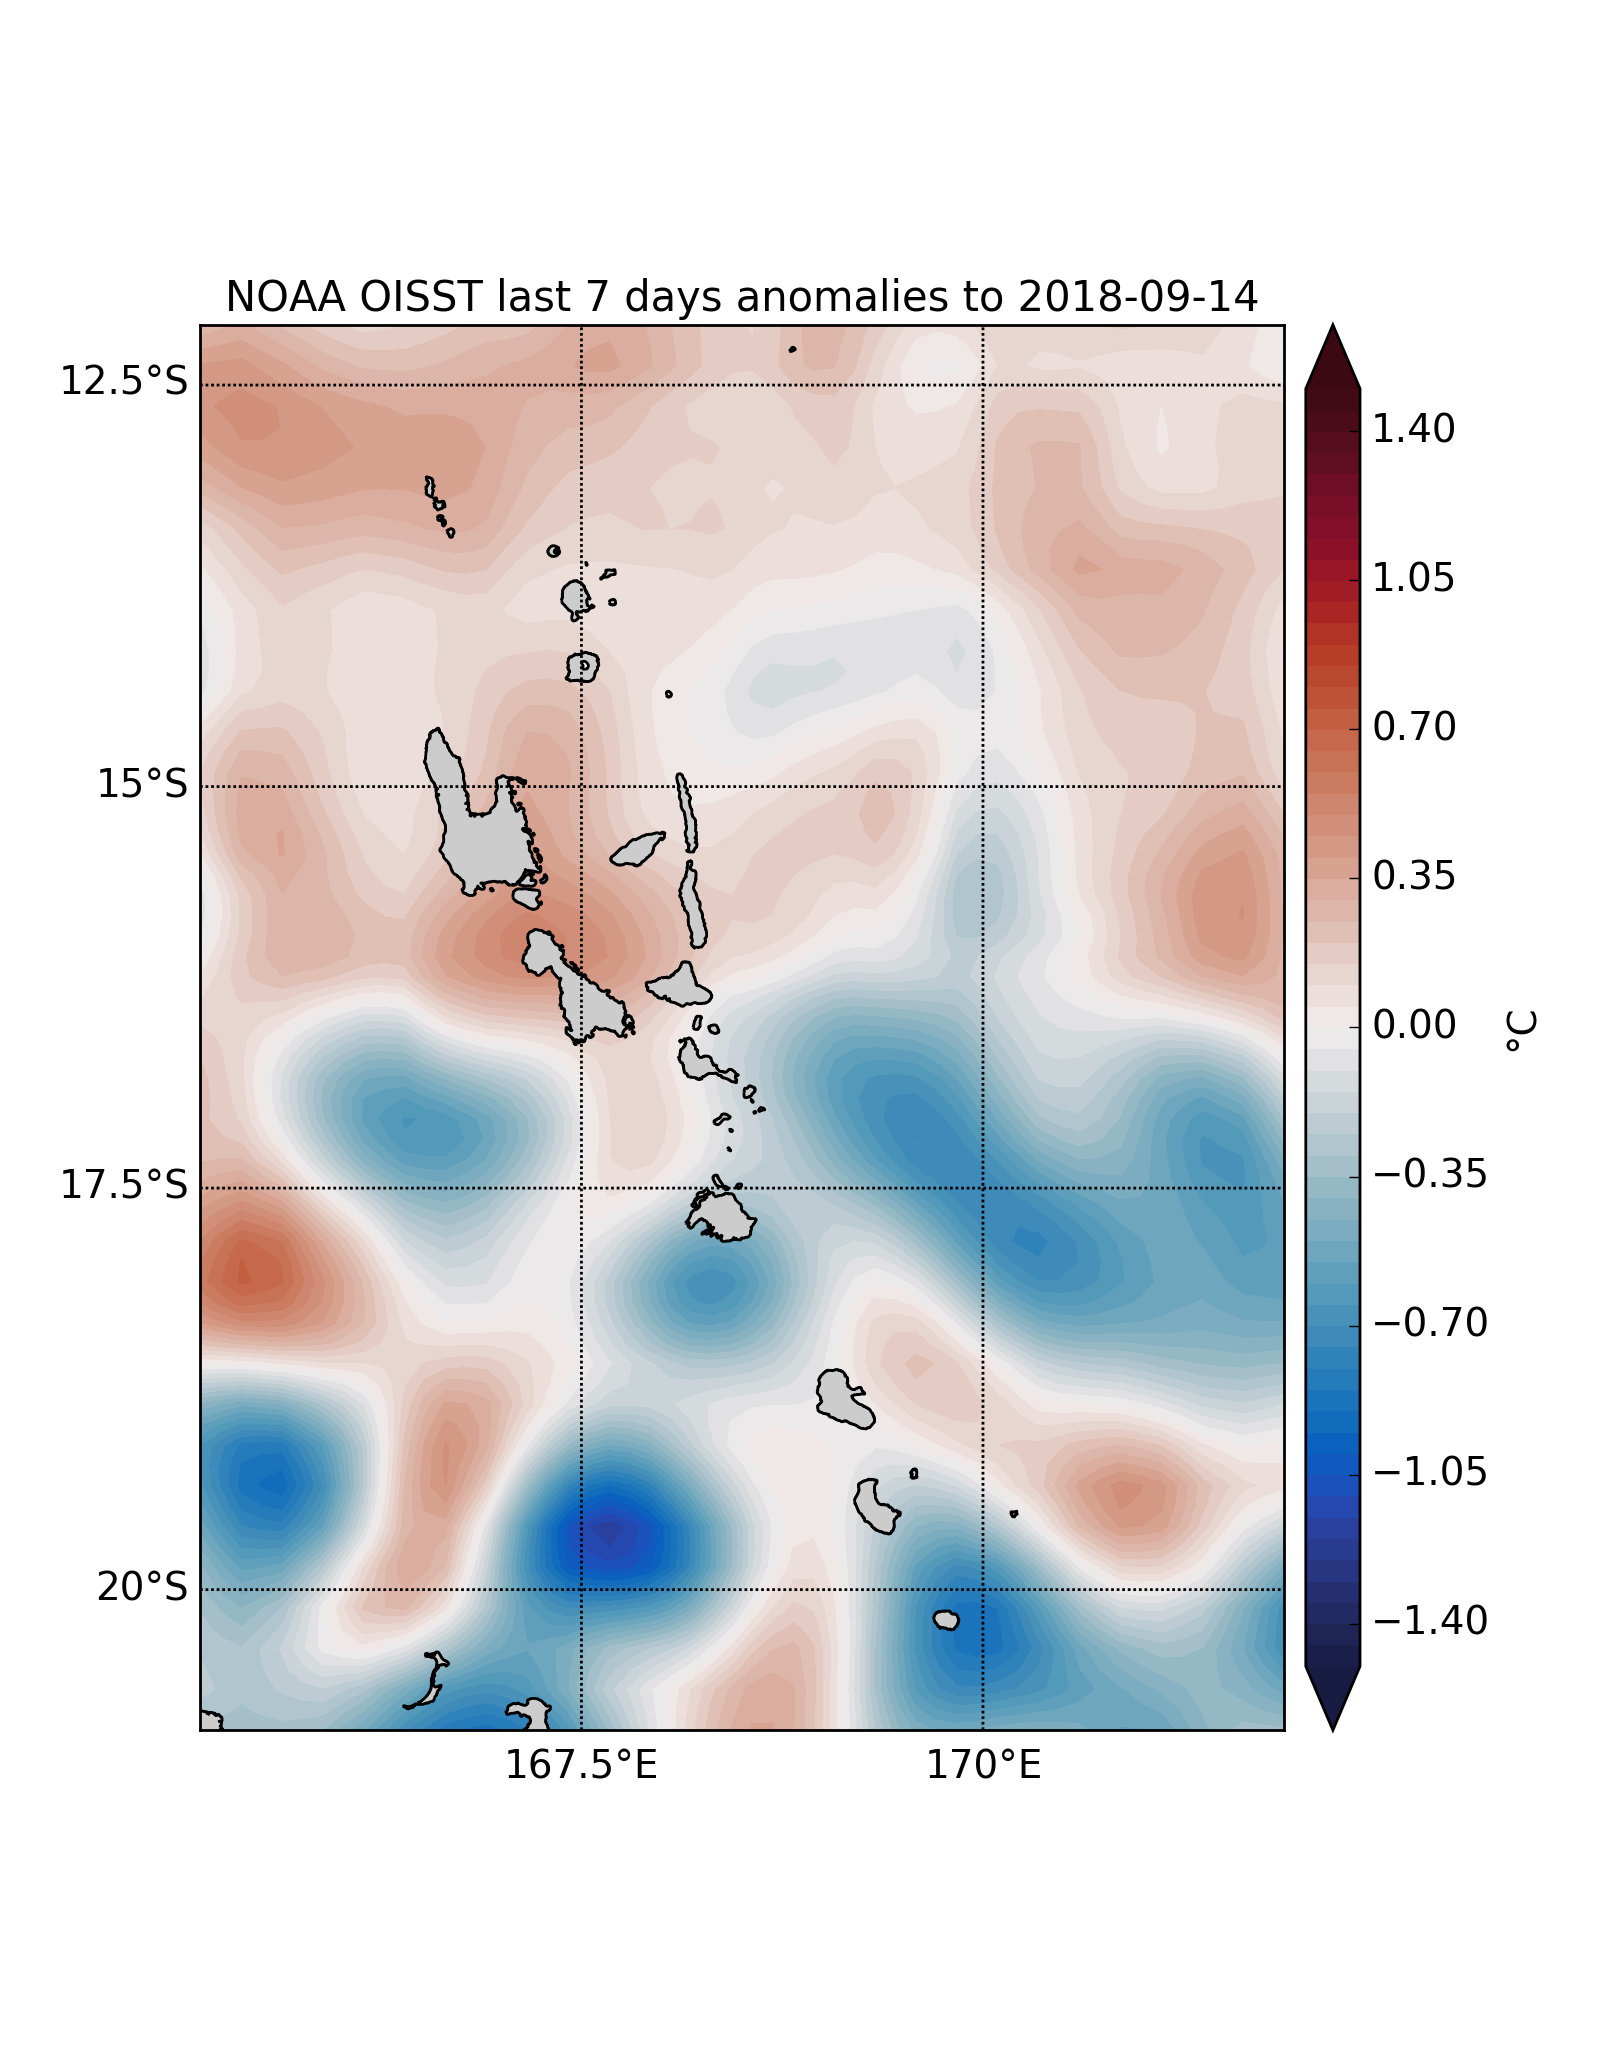 NOAA OISST last 7 days anomalies to 2018-09-14
12.5°S
15°S
17.5°S
20°S
167.5°E
170°E
1.40
1.05
0.70
0.35
0.00
−0.35
−0.70
−1.05
−1.40
°C